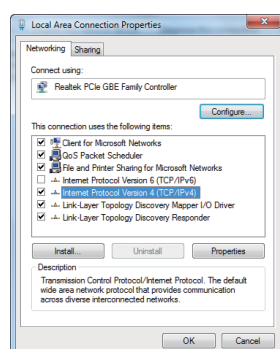 Local Area Connection Properties
Networking Sharing
Connect using:
Realtek PCIe GBE Family Controller
Configure...
This connection uses the following items:
Client for Microsoft Networks
QoS Packet Scheduler
File and Printer Sharing for Microsoft Networks
Internet Protocol Version 6 (TCP/IPv6)
Internet Protocol Version 4 (TCP/IPv4)
Link-Layer Topology Discovery Mapper I/O Driver
Link-Layer Topology Discovery Responder
Install... Uninstall Properties
Description
Transmission Control Protocol/Internet Protocol. The default
wide area network protocol that provides communication
across diverse interconnected networks.
OK Cancel